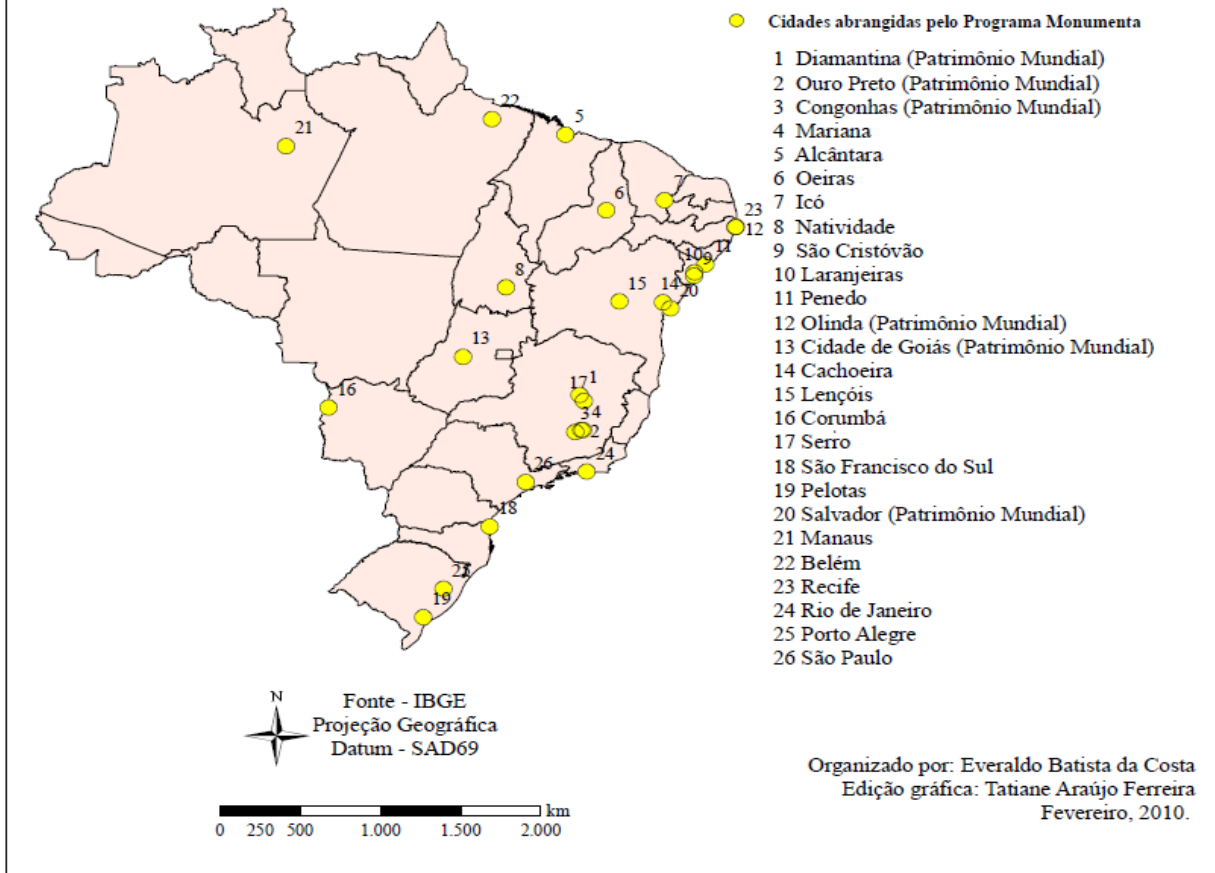 Cidades abrangidas pelo Programa Monumenta
1 Diamantina (Patrimônio Mundial)
2 Ouro Preto (Patrimônio Mundial)
3 Congonhas (Patrimônio Mundial)
4 Mariana
5 Alcântara
6 Oeiras
7 Icó
8 Natividade
9 São Cristóvão
10 Laranjeiras
11 Penedo
12 Olinda (Patrimônio Mundial)
13 Cidade de Goiás (Patrimônio Mundial)
14 Cachoeira
15 Lençóis
16 Corumbá
17 Serro
18 São Francisco do Sul
19 Pelotas
20 Salvador (Patrimônio Mundial)
21 Manaus
22 Belém
23 Recife
24 Rio de Janeiro
25 Porto Alegre
26 São Paulo
22
5
21
7
6
23
12
11
10
9
8
15
14
20
13
17
1
16
3
4
2
24
26
18
19
N
Fonte - IBGE
Projeção Geográfica
Datum - SAD69
km
0 250 500 1.000 1.500 2.000
Organizado por: Everaldo Batista da Costa
Edição gráfica: Tatiane Araújo Ferreira
Fevereiro, 2010.